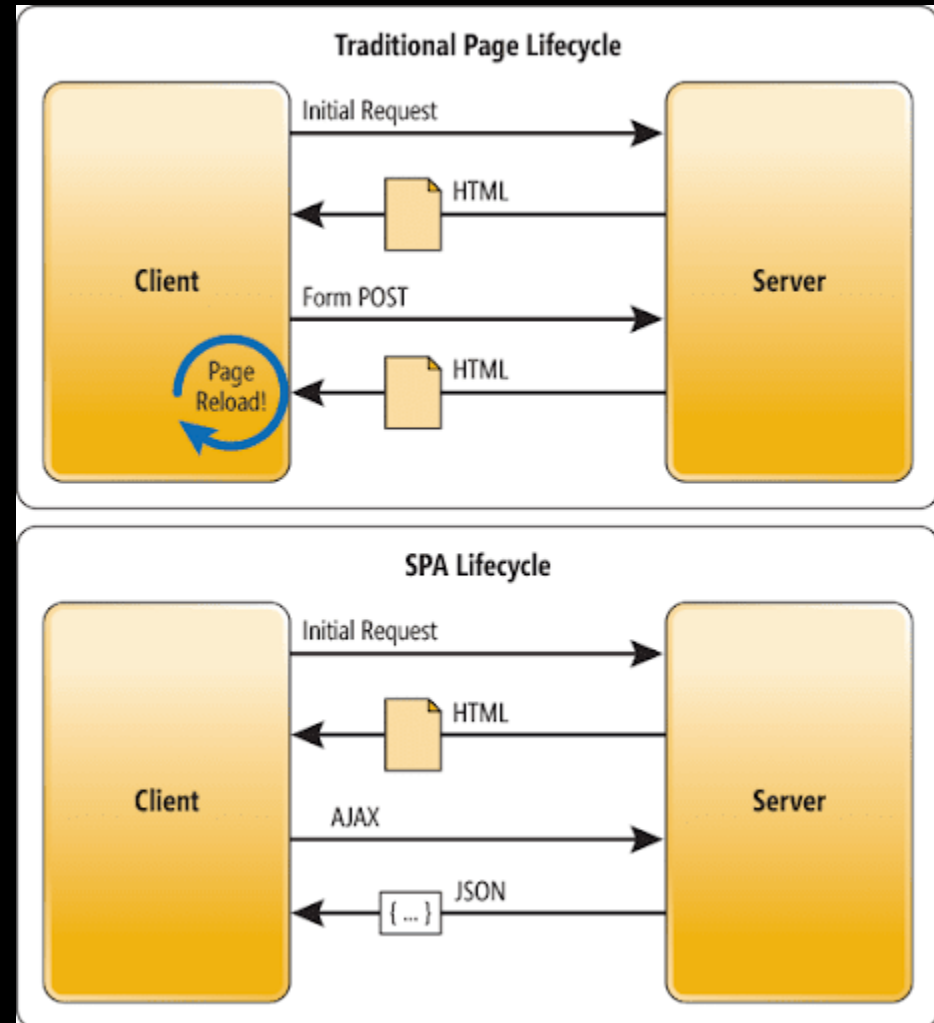 Traditional Page Lifecycle
Initial Request
HTML
Client
Server
Form POST
HTML
Page
Reload!
SPA Lifecycle
Initial Request
HTML
Client
Server
AJAX
JSON
{ ... }